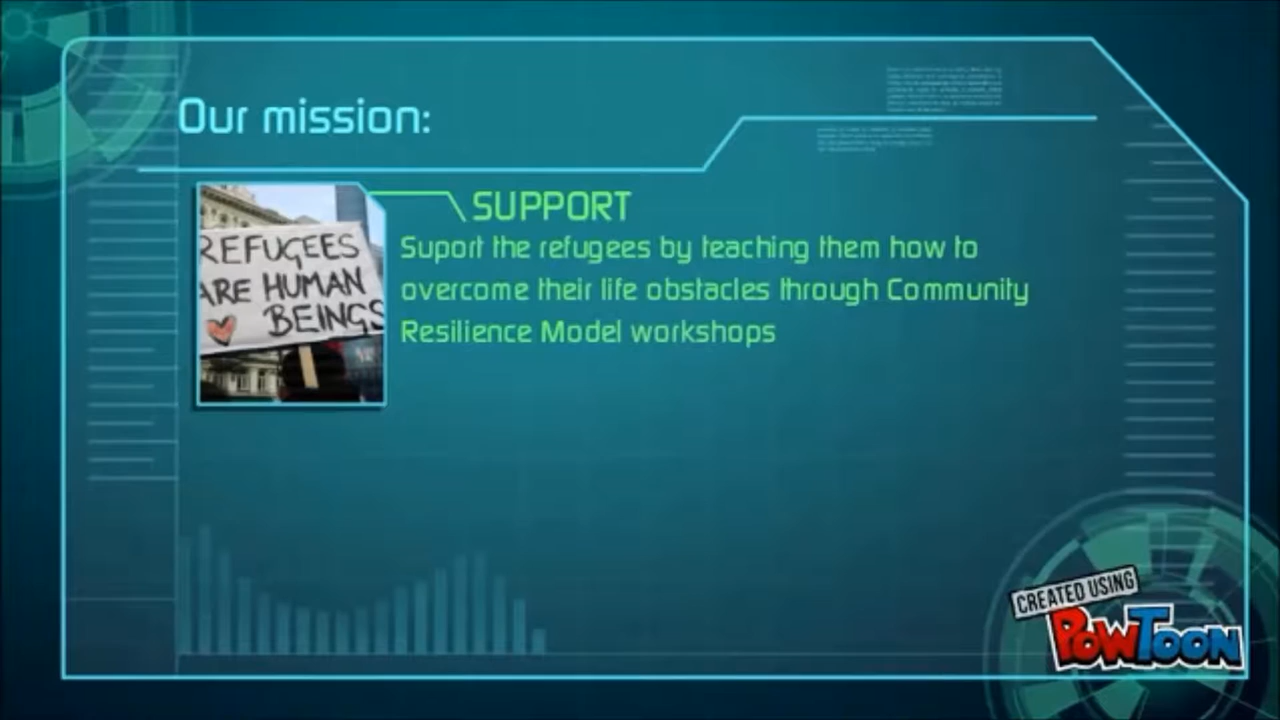 Our mission:
SUPPORT
Suport the refugees by teaching them how to
overcome their life obstacles through Community
Resilience Model workshops
REFUGEES
ARE HUMAN
BEINGS
CREATED USING
POWTOON